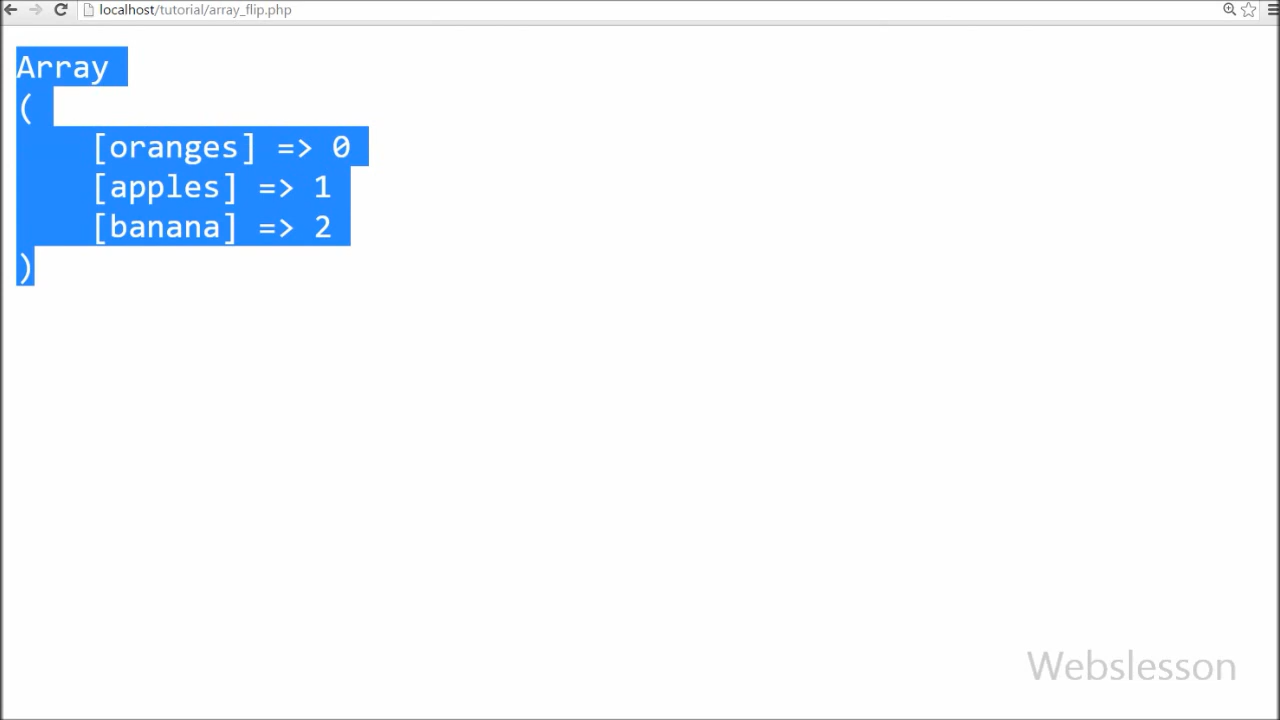 localhost/tutorial/array_flip.php
Array
(
    [oranges] => 0
    [apples] => 1
    [banana] => 2
)
Webslesson